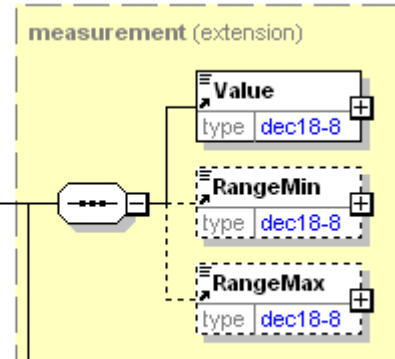 measurement (extension)
Value
type dec18-8
RangeMin
type dec18-8
RangeMax
type dec18-8